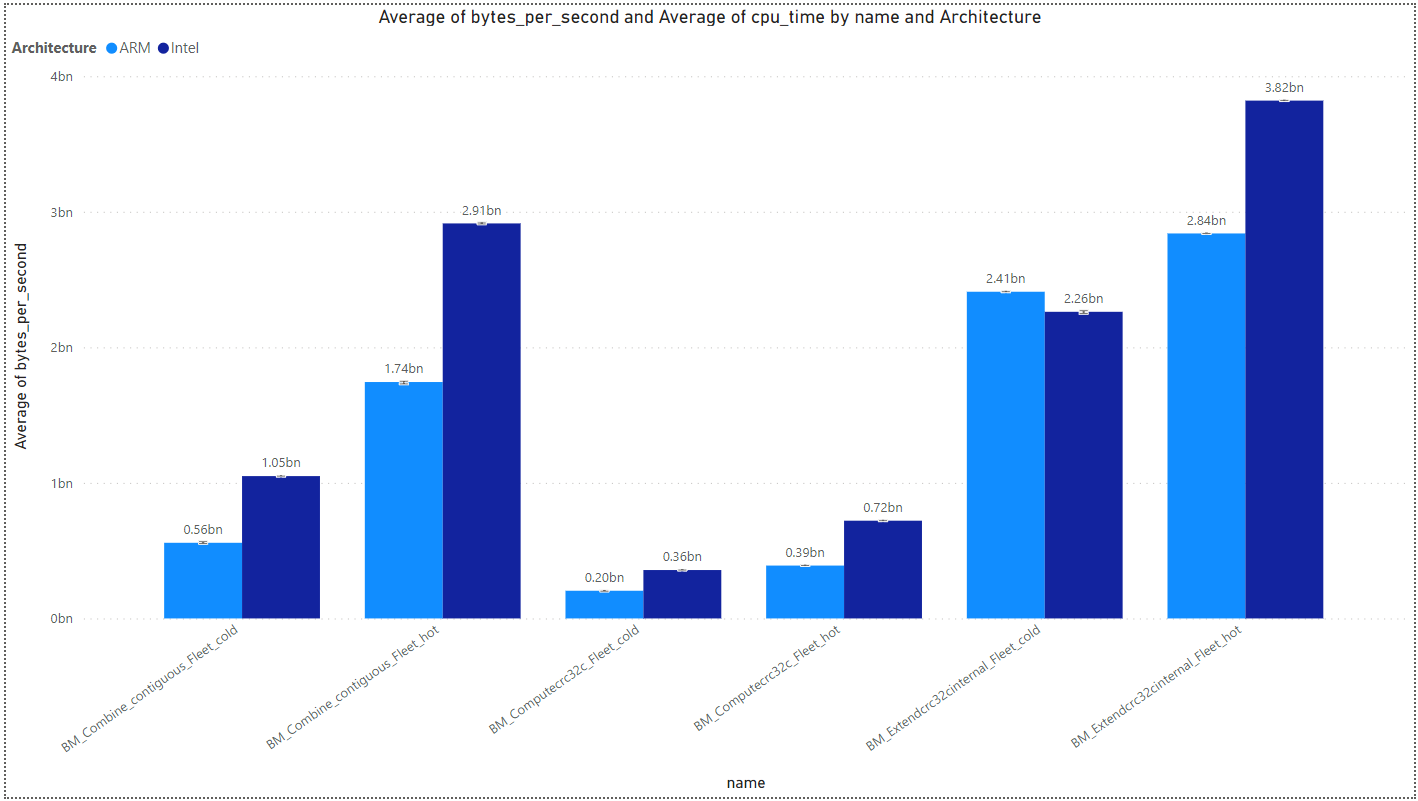 Average of bytes_per_second and Average of cpu_time by name and Architecture
Architecture ARM Intel
4bn
3bn
2bn
1bn
0bn
Average of bytes_per_second
0.56bn
1.05bn
1.74bn
2.91bn
0.20bn
0.36bn
0.39bn
0.72bn
2.41bn
2.26bn
2.84bn
3.82bn
BM_Combine_contiguous_Fleet_cold
BM_Combine_contiguous_Fleet_hot
BM_Computecrc32c_Fleet_cold
BM_Computecrc32c_Fleet_hot
BM_Extendcrc32cinternal_Fleet_cold
BM_Extendcrc32cinternal_Fleet_hot
name